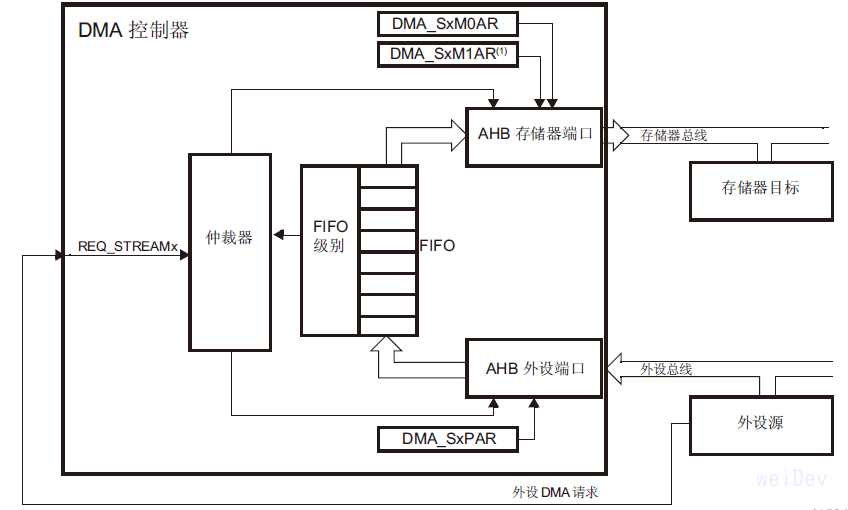 DMA 控制器
DMA_SxM0AR
DMA_SxM1AR(1)
AHB 存储器端口
存储器总线
存储器目标
仲裁器
FIFO
级别
FIFO
REQ_STREAMx
AHB 外设端口
外设总线
外设源
DMA_SxPAR
外设 DMA 请求
weiDev